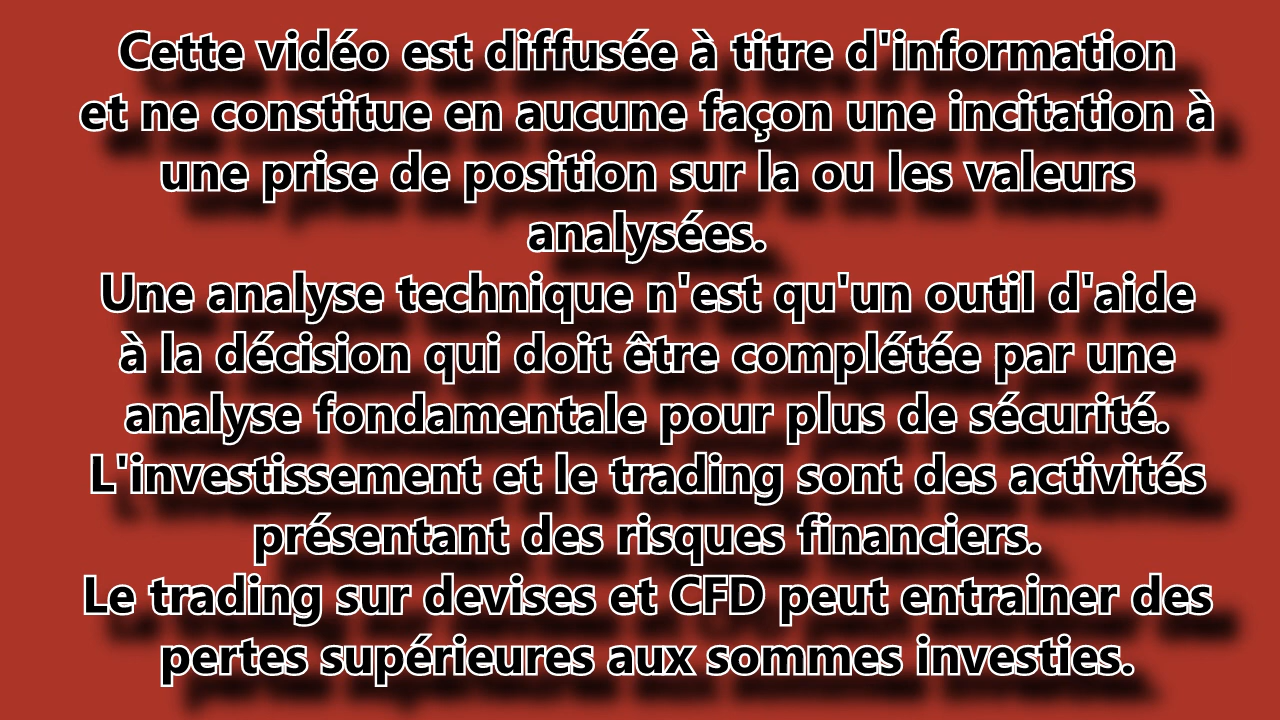 Cette vidéo est diffusée à titre d'information
et ne constitue en aucune façon une incitation à
une prise de position sur la ou les valeurs
analysées.
Une analyse technique n'est qu'un outil d'aide
à la décision qui doit être complétée par une
analyse fondamentale pour plus de sécurité.
L'investissement et le trading sont des activités
présentant des risques financiers.
Le trading sur devises et CFD peut entrainer des
pertes supérieures aux sommes investies.